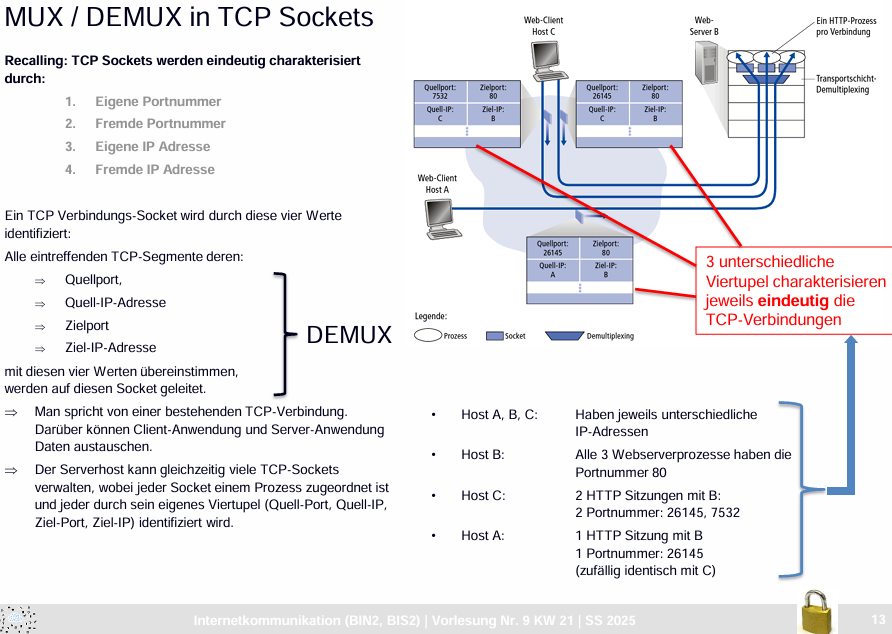 MUX / DEMUX in TCP Sockets
Recalling: TCP Sockets werden eindeutig charakterisiert
durch:
1. Eigene Portnummer
2. Fremde Portnummer
3. Eigene IP Adresse
4. Fremde IP Adresse
Ein TCP Verbindungs-Socket wird durch diese vier Werte
identifiziert:
Alle eintreffenden TCP-Segmente deren:
⇒ Quellport,
⇒ Quell-IP-Adresse
⇒ Zielport
⇒ Ziel-IP-Adresse
DEMUX
mit diesen vier Werten übereinstimmen,
werden auf diesen Socket geleitet.
⇒ Man spricht von einer bestehenden TCP-Verbindung.
Darüber können Client-Anwendung und Server-Anwendung
Daten austauschen.
⇒ Der Serverhost kann gleichzeitig viele TCP-Sockets
verwalten, wobei jeder Socket einem Prozess zugeordnet ist
und jeder durch sein eigenes Viertupel (Quell-Port, Quell-IP,
Ziel-Port, Ziel-IP) identifiziert wird.
Web-Client
Host C
Web-
Server B
Ein HTTP-Prozess
pro Verbindung
Transportschicht-
Demultiplexing
Quellport:
7532
Zielport:
80
Quell-IP:
C
Ziel-IP:
B
Quellport:
26145
Zielport:
80
Quell-IP:
C
Ziel-IP:
B
Web-Client
Host A
Quellport:
26145
Zielport:
80
Quell-IP:
A
Ziel-IP:
B
3 unterschiedliche
Viertupel charakterisieren
jeweils eindeutig die
TCP-Verbindungen
Legende:
Prozess
Socket
Demultiplexing
• Host A, B, C: Haben jeweils unterschiedliche
IP-Adressen
• Host B: Alle 3 Webserverprozesse haben die
Portnummer 80
• Host C: 2 HTTP Sitzungen mit B:
2 Portnummer: 26145, 7532
• Host A: 1 HTTP Sitzung mit B
1 Portnummer: 26145
(zufällig identisch mit C)
Internetkommunikation (BIN2, BIS2) | Vorlesung Nr. 9 KW 21 | SS 2025
13